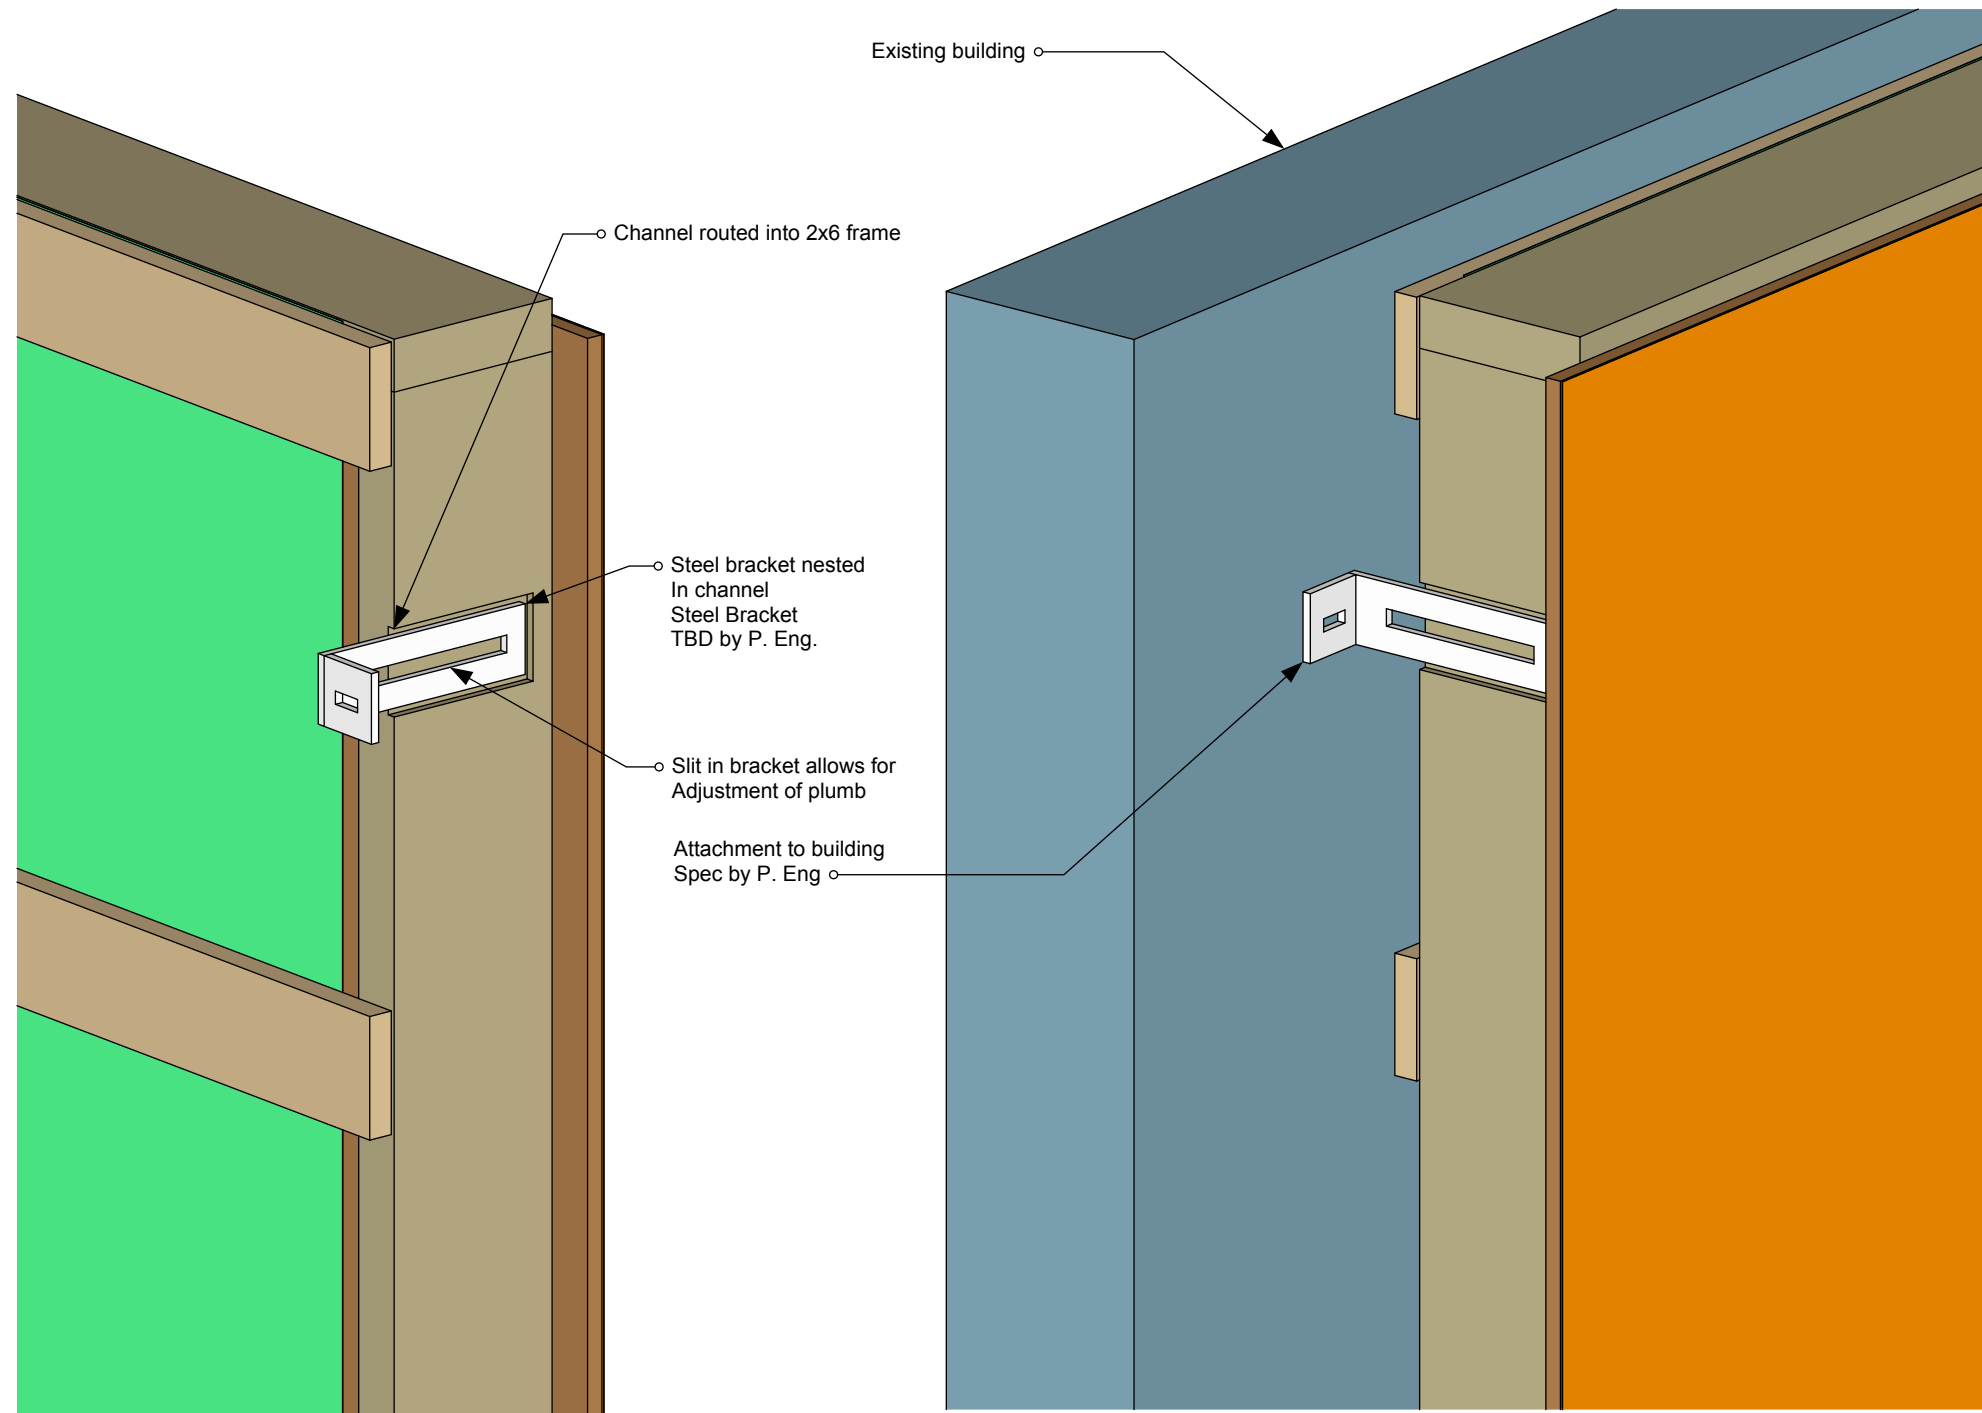 Existing building
Channel routed into 2x6 frame
Steel bracket nested
In channel
Steel Bracket
TBD by P. Eng.
Slit in bracket allows for
Adjustment of plumb
Attachment to building
Spec by P. Eng